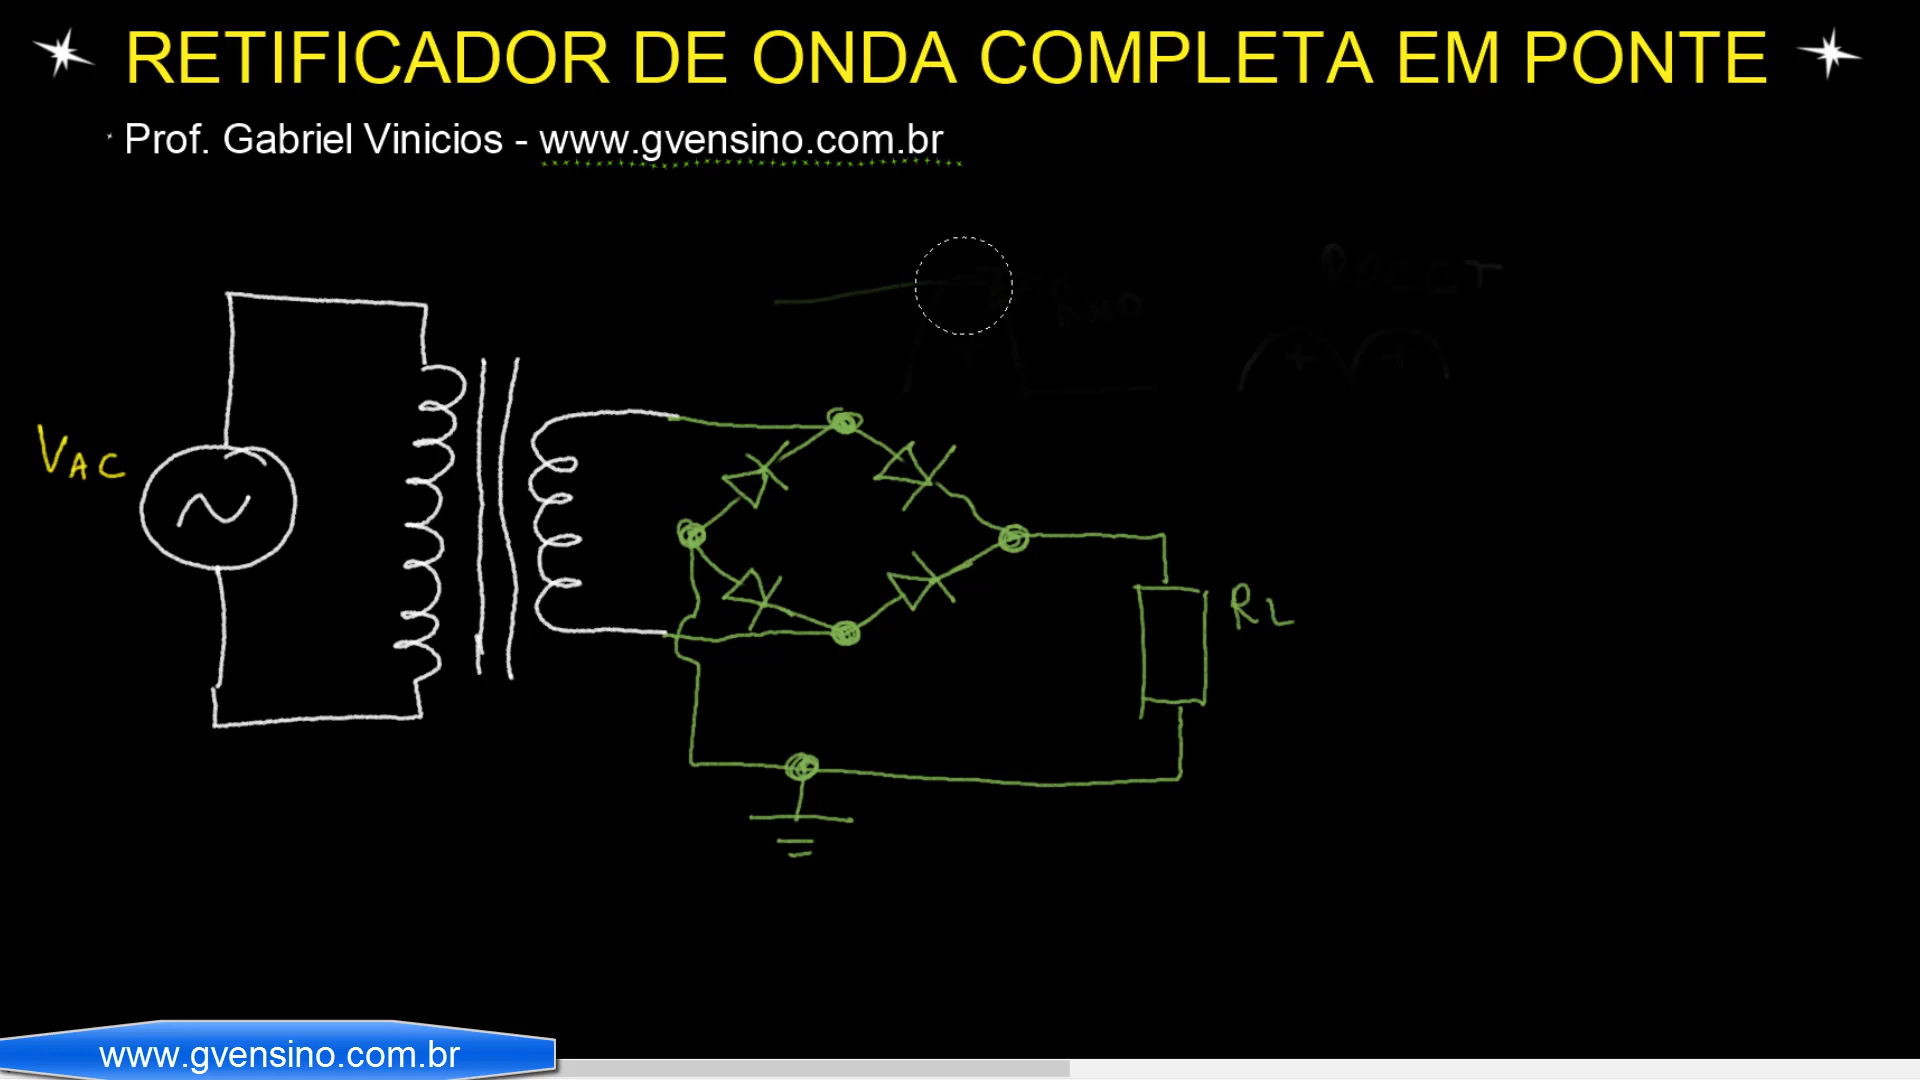 RETIFICADOR DE ONDA COMPLETA EM PONTE
Prof. Gabriel Vinicios - www.gvensino.com.br
VAC
RL
www.gvensino.com.br